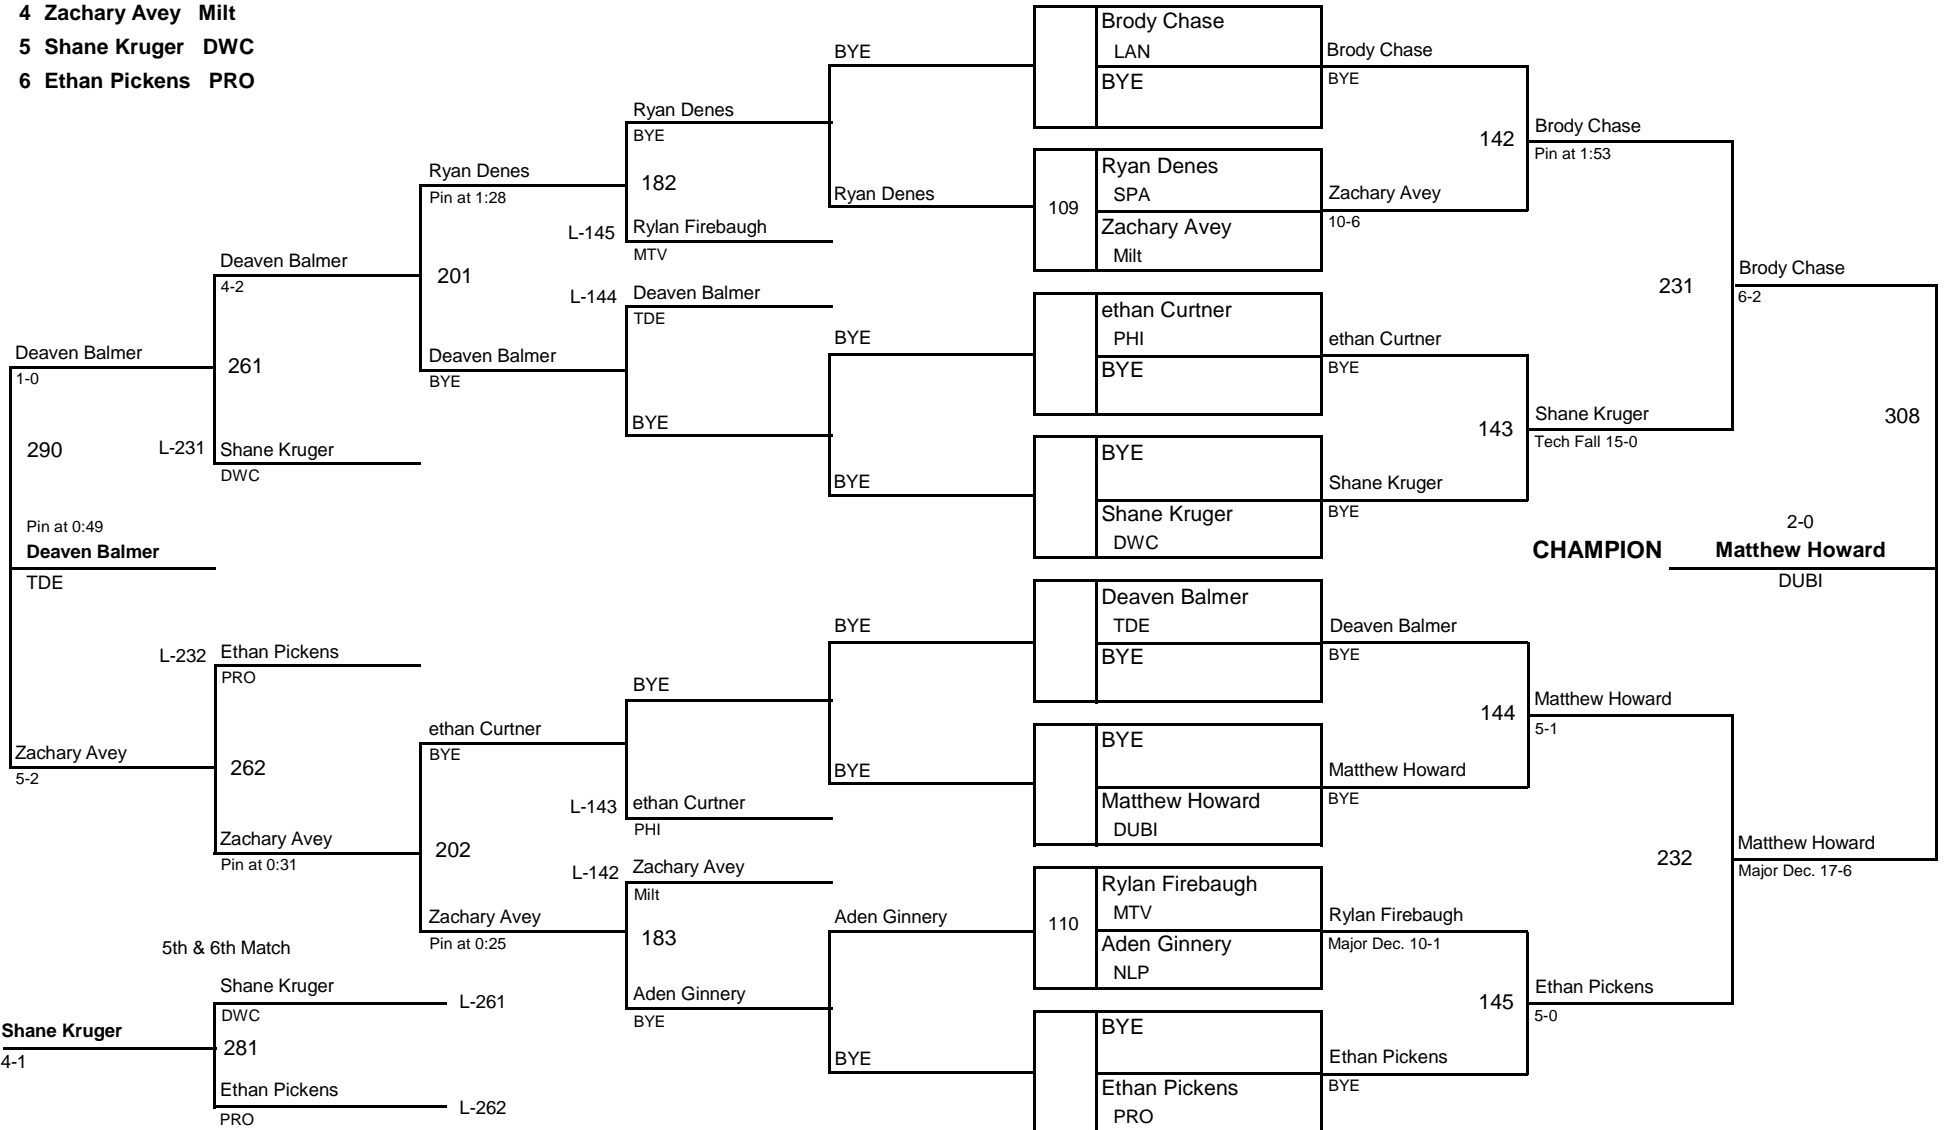 4 Zachary Avey Milt
5 Shane Kruger DWC
6 Ethan Pickens PRO
Deaven Balmer
1-0
290
Pin at 0:49
Deaven Balmer
TDE
Zachary Avey
5-2
5th & 6th Match
Shane Kruger
4-1
Deaven Balmer
4-2
261
L-231 Shane Kruger
DWC
L-232 Ethan Pickens
PRO
262
Zachary Avey
Pin at 0:31
Shane Kruger
DWC
L-261
281
Ethan Pickens
PRO
L-262
Ryan Denes
Pin at 1:28
201
Deaven Balmer
BYE
ethan Curtner
BYE
202
Zachary Avey
Pin at 0:25
Ryan Denes
BYE
182
L-145 Rylan Firebaugh
MTV
L-144 Deaven Balmer
TDE
BYE
BYE
L-143 ethan Curtner
PHI
L-142 Zachary Avey
Milt
183
Aden Ginnery
BYE
BYE
Ryan Denes
BYE
BYE
BYE
BYE
Aden Ginnery
BYE
Brody Chase
LAN
BYE
109
Ryan Denes
SPA
Zachary Avey
Milt
ethan Curtner
PHI
BYE
BYE
Shane Kruger
DWC
Deaven Balmer
TDE
BYE
BYE
Matthew Howard
DUBI
110
Rylan Firebaugh
MTV
Aden Ginnery
NLP
BYE
Ethan Pickens
PRO
Brody Chase
BYE
142
Zachary Avey
10-6
ethan Curtner
BYE
143
Shane Kruger
BYE
Deaven Balmer
BYE
144
Matthew Howard
BYE
Rylan Firebaugh
Major Dec. 10-1
145
Ethan Pickens
BYE
Brody Chase
Pin at 1:53
231
Shane Kruger
Tech Fall 15-0
Matthew Howard
5-1
232
Ethan Pickens
5-0
Brody Chase
6-2
308
2-0
CHAMPION Matthew Howard
DUBI
Matthew Howard
Major Dec. 17-6